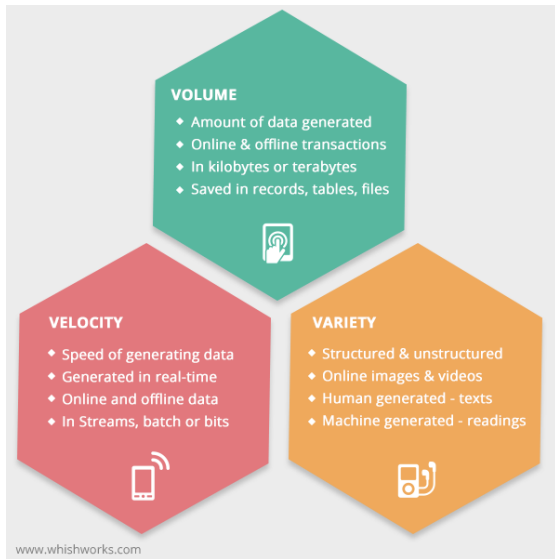 VOLUME
Amount of data generated
Online & offline transactions
In kilobytes or terabytes
Saved in records, tables, files
VELOCITY
Speed of generating data
Generated in real-time
Online and offline data
In Streams, batch or bits
VARIETY
Structured & unstructured
Online images & videos
Human generated - texts
Machine generated - readings
www.whishworks.com